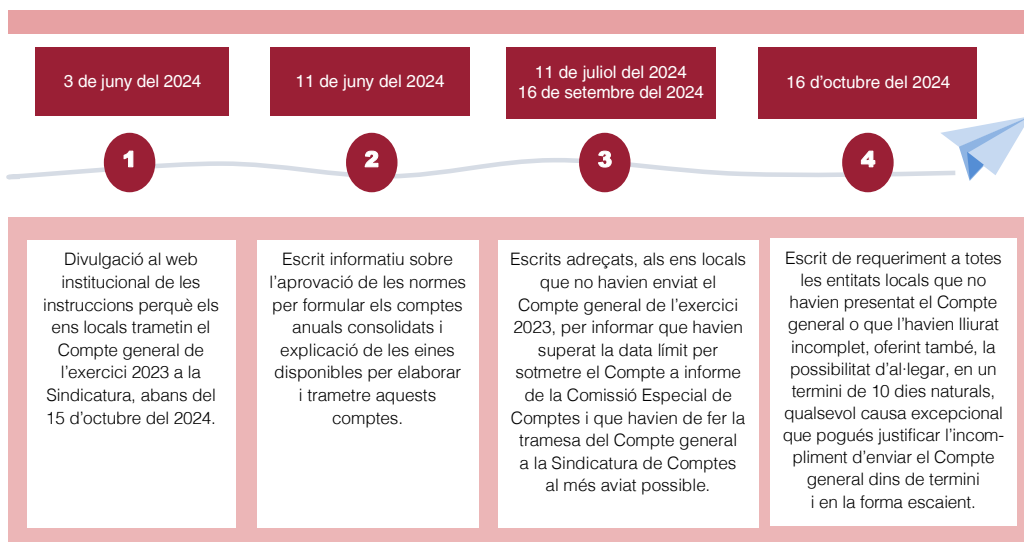 3 de juny del 2024
11 de juny del 2024
11 de juliol del 2024
16 de setembre del 2024
16 d’octubre del 2024
1
2
3
4
Divulgació al web
institucional de les
instruccions perquè els
ens locals trametin el
Compte general de
l’exercici 2023 a la
Sindicatura, abans del
15 d’octubre del 2024.
Escrit informatiu sobre
l’aprovació de les normes
per formular els comptes
anuals consolidats i
explicació de les eines
disponibles per elaborar
i trametre aquests
comptes.
Escrits adreçats, als ens locals
que no havien enviat el
Compte general de l’exercici
2023, per informar que havien
superat la data límit per
sotmetre el Compte a informe
de la Comissió Especial de
Comptes i que havien de fer la
tramesa del Compte general
a la Sindicatura de Comptes
al més aviat possible.
Escrit de requeriment a totes
les entitats locals que no
havien presentat el Compte
general o que l’havien lliurat
incomplet, oferint també, la
possibilitat d’al·legar, en un
termini de 10 dies naturals,
qualsevol causa excepcional
que pogués justificar l’incom-
pliment d’enviar el Compte
general dins de termini
i en la forma escaient.